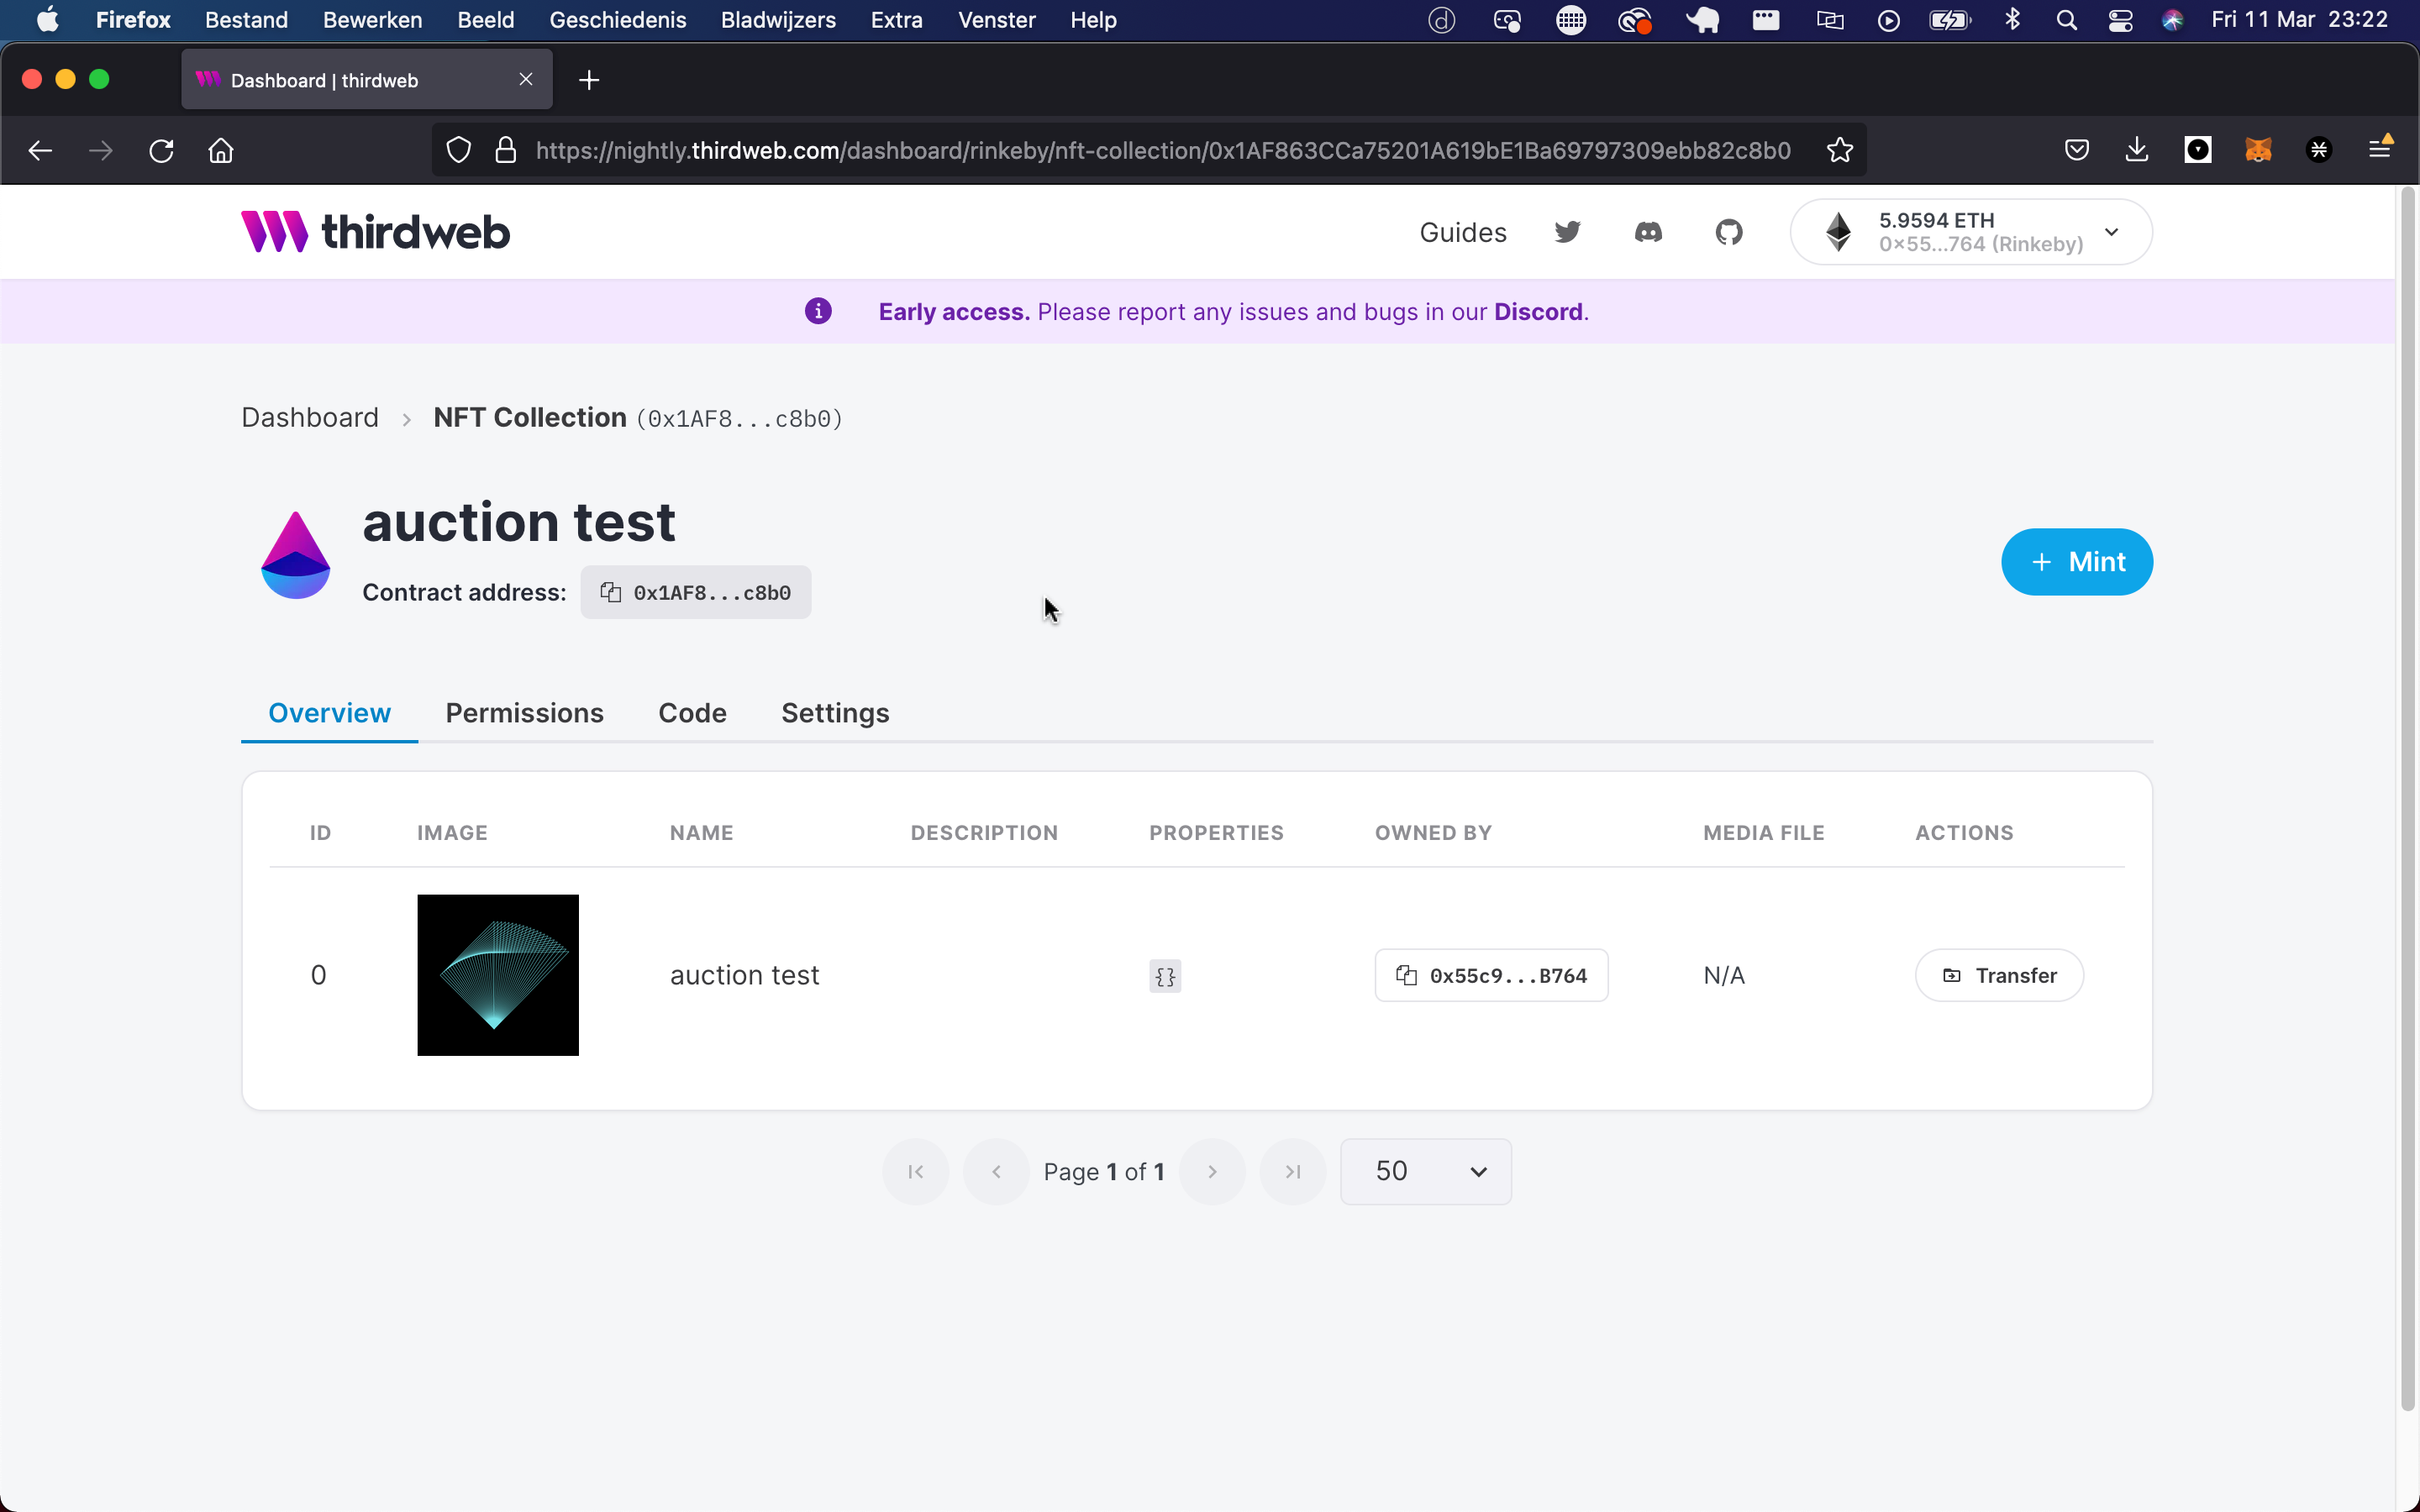 Firefox Bestand Bewerken Beeld Geschiedenis Bladwijzers Extra Venster Help Fri 11 Mar 23:22
Dashboard | thirdweb
https://nightly.thirdweb.com/dashboard/rinkeby/nft-collection/0x1AF863CCa75201A619bE1Ba69797309ebb82c8b0
thirdweb Guides 5.9594 ETH
0×55...764 (Rinkeby)
Early access. Please report any issues and bugs in our Discord.
Dashboard › NFT Collection (0x1AF8...c8b0)
auction test
Contract address: 0x1AF8...c8b0
+ Mint
Overview Permissions Code Settings
ID IMAGE NAME DESCRIPTION PROPERTIES OWNED BY MEDIA FILE ACTIONS
0 auction test {} 0x55c9...B764 N/A Transfer
Page 1 of 1 50